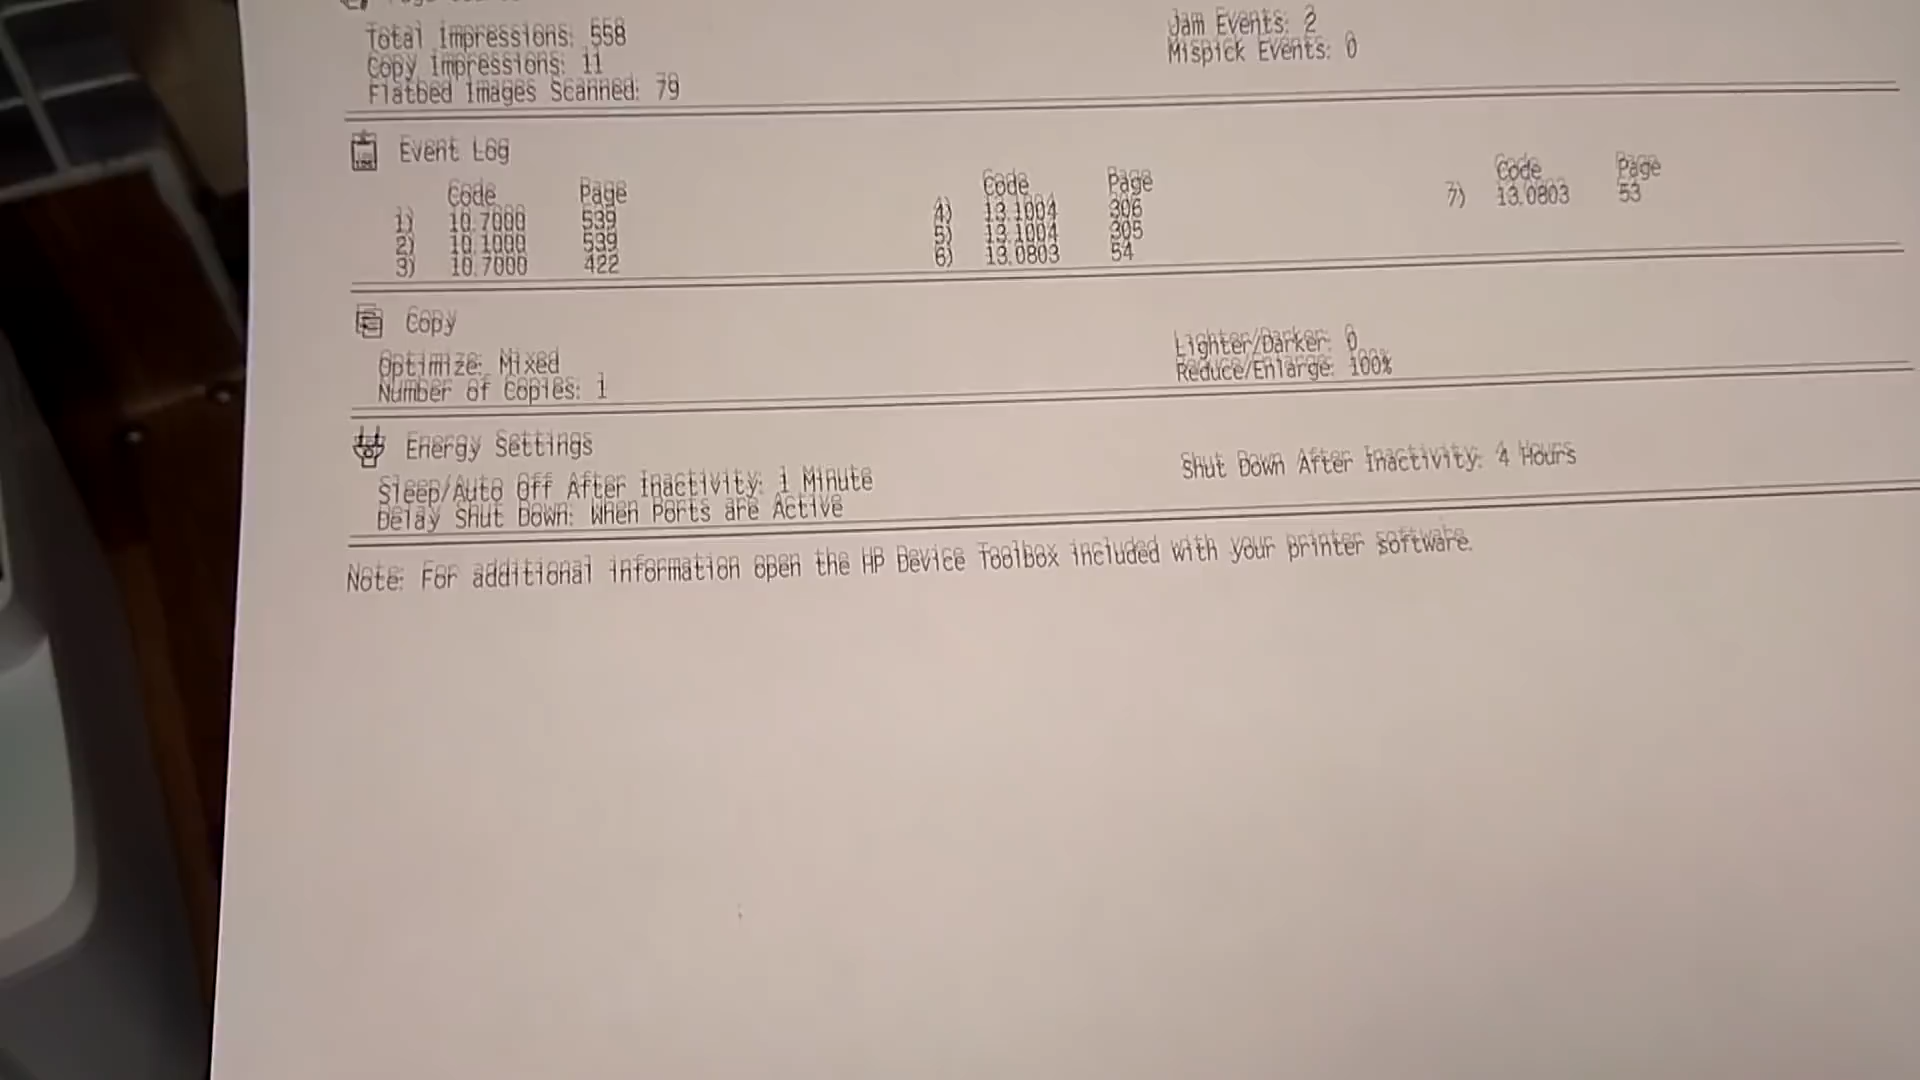 Total Impressions: 558
Copy Impressions: 11
Flatbed Images Scanned: 79
Jam Events: 2
Mispick Events: 0
Event Log
Code Page
1) 10.7000 539
2) 10.1000 539
3) 10.7000 422
Code Page
4) 13.1004 306
5) 13.1004 305
6) 13.0803 54
Code Page
7) 13.0803 53
Copy
Optimize: Mixed
Number of Copies: 1
Lighter/Darker: 0
Reduce/Enlarge: 100%
Energy Settings
Sleep/Auto Off After Inactivity: 1 Minute
Delay Shut Down: When Ports are Active
Shut Down After Inactivity: 4 Hours
Note: For additional information open the HP Device Toolbox included with your printer software.